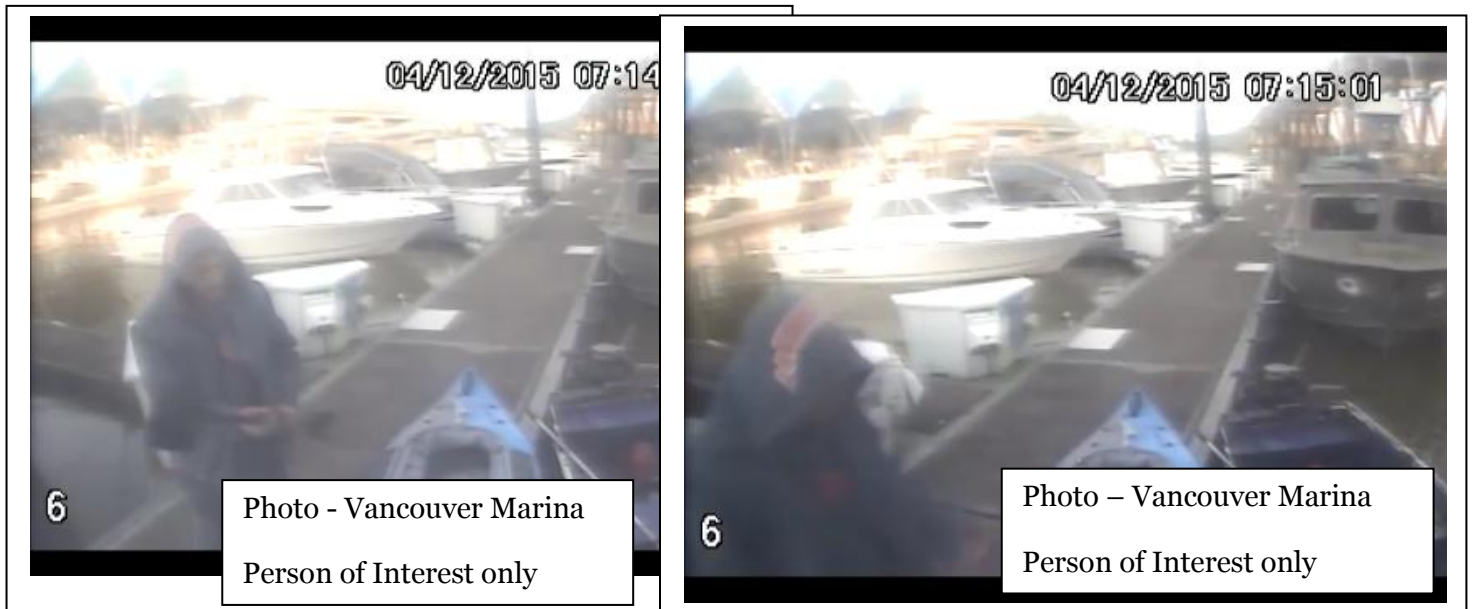 04/12/2015 07:14
6
Photo - Vancouver Marina
Person of Interest only
04/12/2015 07:15:01
6
Photo – Vancouver Marina
Person of Interest only